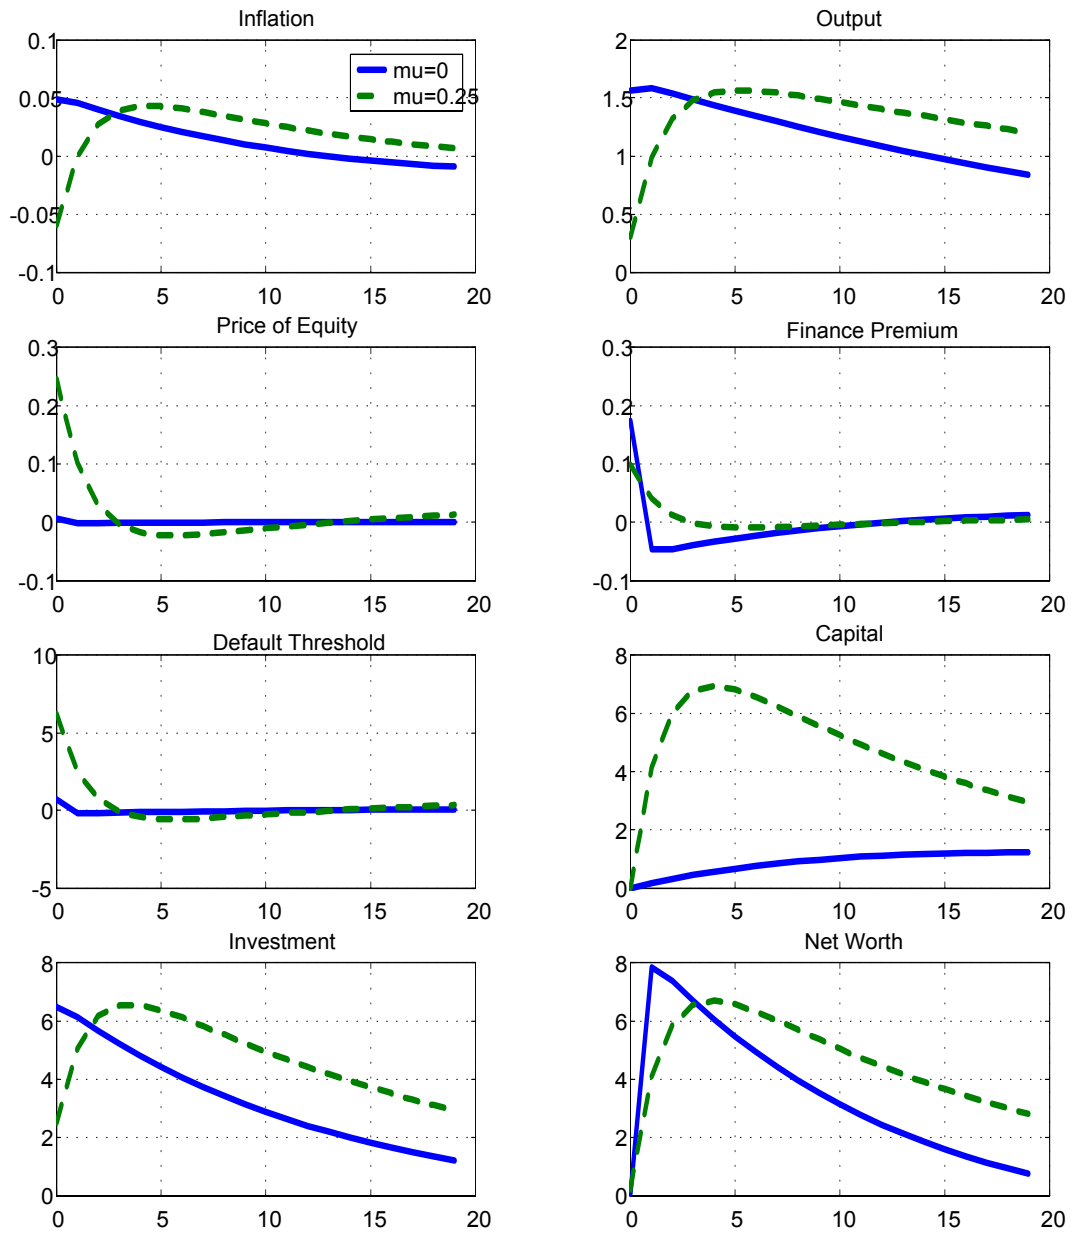 Inflation
0.1
0.05
0
-0.05
-0.1
0 5 10 15 20
mu=0
mu=0.25
Output
2
1.5
1
0.5
0
0 5 10 15 20
Price of Equity
0.3
0.2
0.1
0
-0.1
0 5 10 15 20
Finance Premium
0.3
0.2
0.1
0
-0.1
0 5 10 15 20
Default Threshold
10
5
0
-5
0 5 10 15 20
Capital
8
6
4
2
0
0 5 10 15 20
Investment
8
6
4
2
0
0 5 10 15 20
Net Worth
8
6
4
2
0
0 5 10 15 20